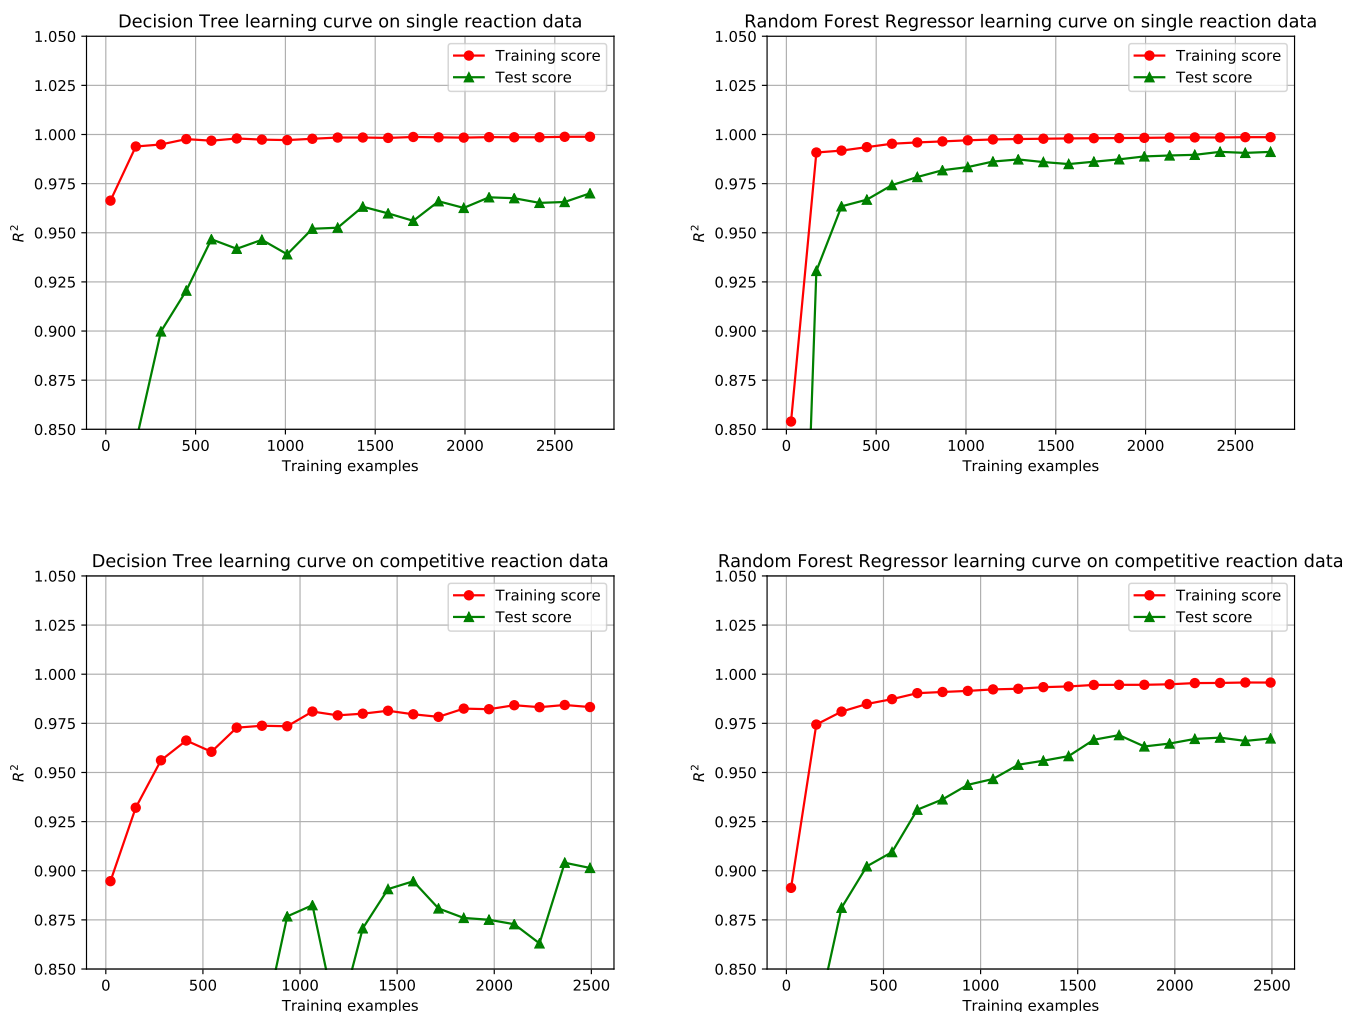 Decision Tree learning curve on single reaction data
1.050
1.025
1.000
0.975
0.950
0.925
0.900
0.875
0.850
R²
0 500 1000 1500 2000 2500
Training examples
Training score
Test score
Random Forest Regressor learning curve on single reaction data
1.050
1.025
1.000
0.975
0.950
0.925
0.900
0.875
0.850
R²
0 500 1000 1500 2000 2500
Training examples
Training score
Test score
Decision Tree learning curve on competitive reaction data
1.050
1.025
1.000
0.975
0.950
0.925
0.900
0.875
0.850
R²
0 500 1000 1500 2000 2500
Training examples
Training score
Test score
Random Forest Regressor learning curve on competitive reaction data
1.050
1.025
1.000
0.975
0.950
0.925
0.900
0.875
0.850
R²
0 500 1000 1500 2000 2500
Training examples
Training score
Test score